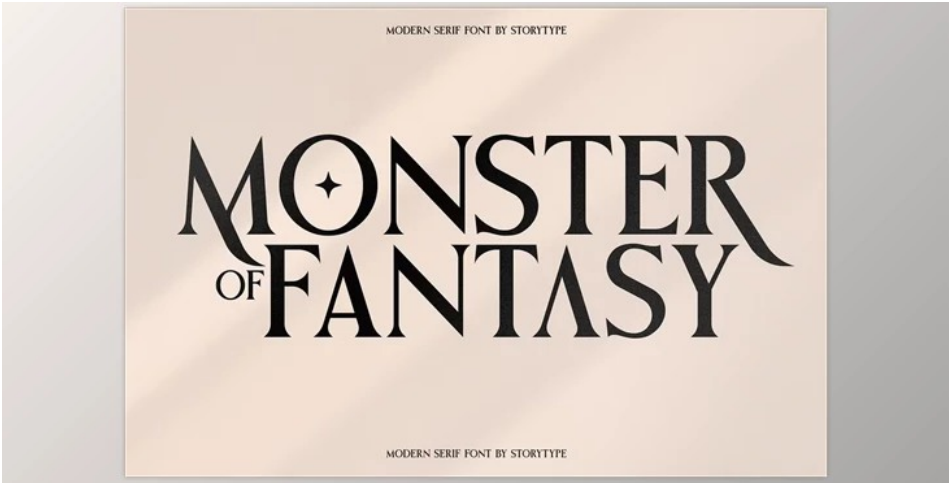 MODERN SERIF FONT BY STORYTYPE
MONSTER
OF FANTASY
MODERN SERIF FONT BY STORYTYPE